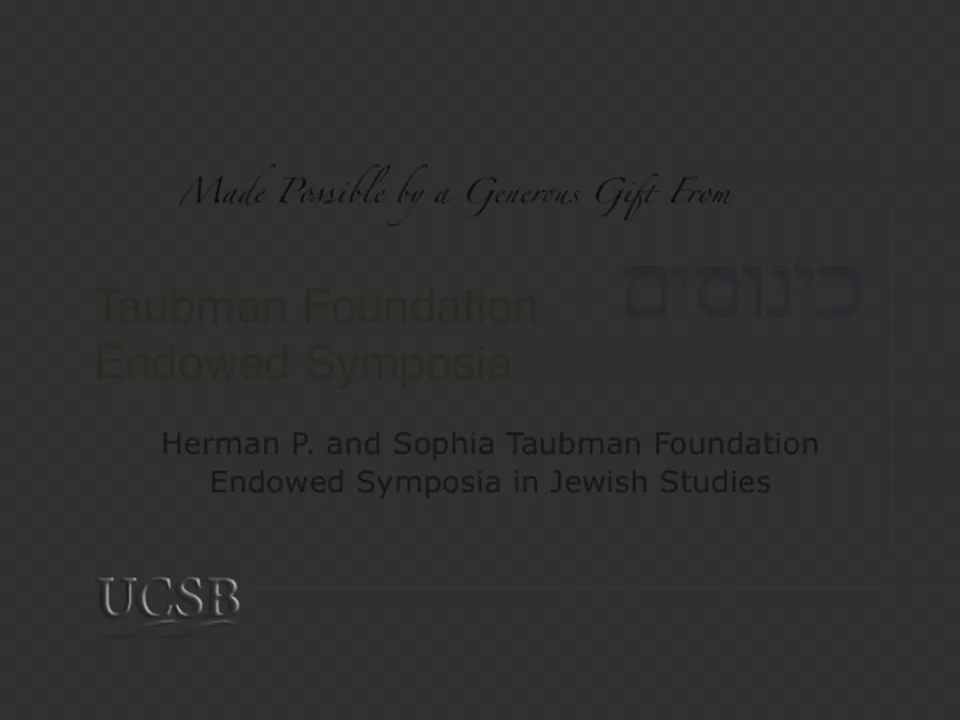 Made Possible by a Generous Gift From
כינוסים
Taubman Foundation
Endowed Symposia
Herman P. and Sophia Taubman Foundation
Endowed Symposia in Jewish Studies
UCSB